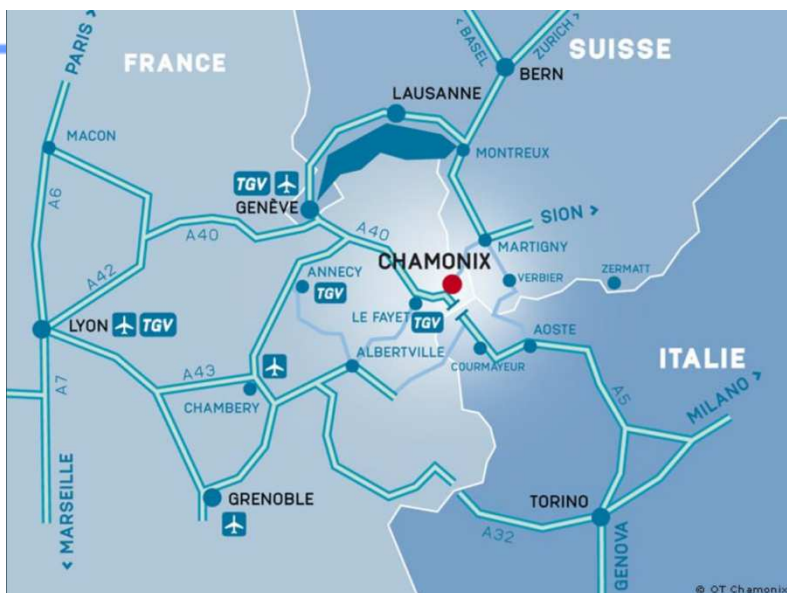 PARIS >
FRANCE
< BASEL
ZURICH >
SUISSE
BERN
LAUSANNE
MACON
MONTREUX
TGV
GENÈVE
A6
A40
A40
SION >
MARTIGNY
A42
CHAMONIX
ANNECY
TGV
VERBIER
ZERMATT
LE FAYET
TGV
LYON TGV
AOSTE
ALBERTVILLE
COURMAYEUR
ITALIE
A43
A7
CHAMBERY
A5
MILANO >
< MARSEILLE
GRENOBLE
TORINO
A32
GENOVA
© OT Chamonix